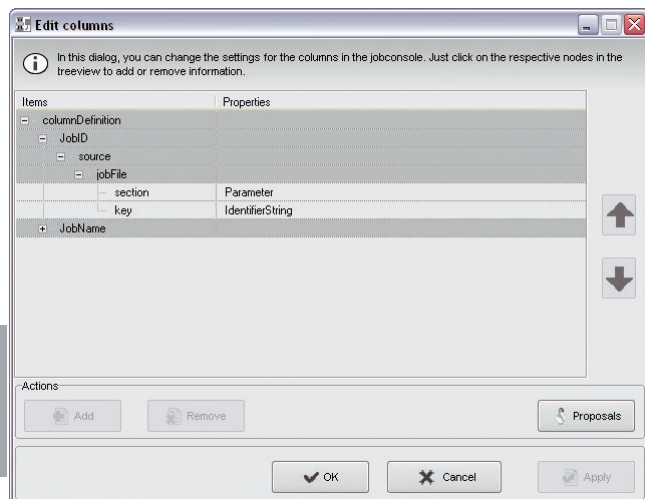 Edit columns
In this dialog, you can change the settings for the columns in the jobconsole. Just click on the respective nodes in the
treeview to add or remove information.
Items Properties
columnDefinition
JobID
source
jobFile
section Parameter
key IdentifierString
JobName
Actions
Add Remove Proposals
OK Cancel Apply